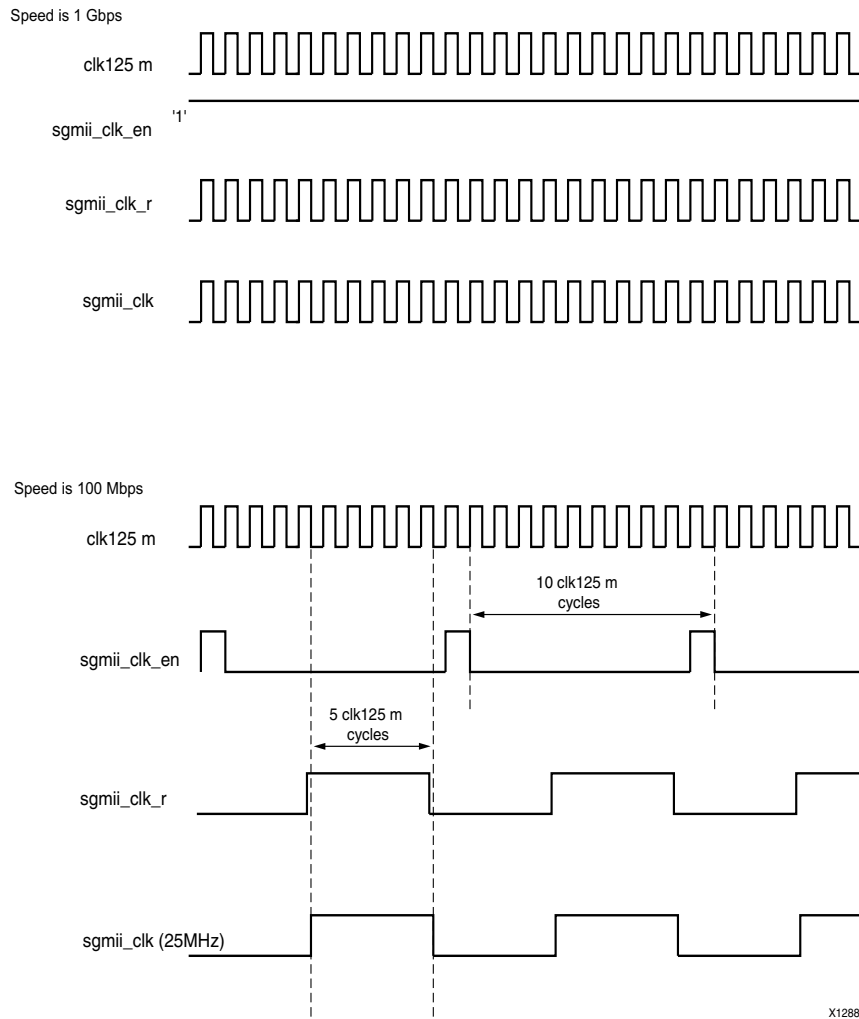 Speed is 1 Gbps
clk125 m
'1'
sgmii_clk_en
sgmii_clk_r
sgmii_clk
Speed is 100 Mbps
clk125 m
10 clk125 m
cycles
sgmii_clk_en
5 clk125 m
cycles
sgmii_clk_r
sgmii_clk (25MHz)
X1288